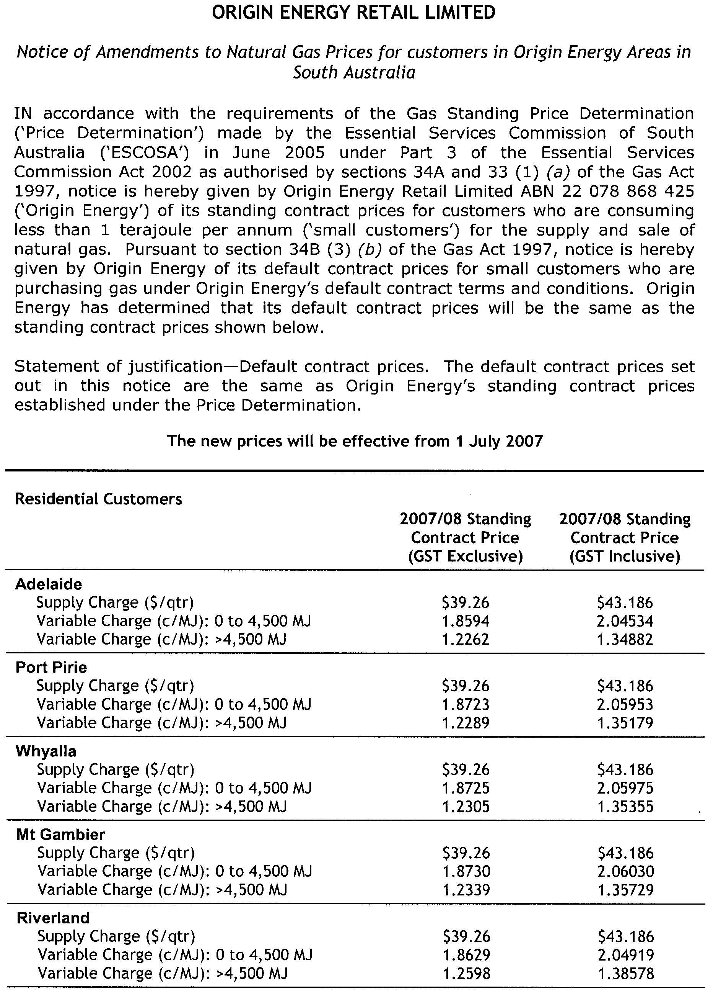 ORIGIN ENERGY RETAIL LIMITED
Notice of Amendments to Natural Gas Prices for customers in Origin Energy Areas in
South Australia
IN accordance with the requirements of the Gas Standing Price Determination
(‘Price Determination’) made by the Essential Services Commission of South
Australia (‘ESCOSA’) in June 2005 under Part 3 of the Essential Services
Commission Act 2002 as authorised by sections 34A and 33 (1) (a) of the Gas Act
1997, notice is hereby given by Origin Energy Retail Limited ABN 22 078 868 425
(‘Origin Energy’) of its standing contract prices for customers who are consuming
less than 1 terajoule per annum (‘small customers’) for the supply and sale of
natural gas. Pursuant to section 34B (3) (b) of the Gas Act 1997, notice is hereby
given by Origin Energy of its default contract prices for small customers who are
purchasing gas under Origin Energy’s default contract terms and conditions. Origin
Energy has determined that its default contract prices will be the same as the
standing contract prices shown below.
Statement of justification—Default contract prices. The default contract prices set
out in this notice are the same as Origin Energy’s standing contract prices
established under the Price Determination.
The new prices will be effective from 1 July 2007
Residential Customers
2007/08 Standing 2007/08 Standing
Contract Price Contract Price
(GST Exclusive) (GST Inclusive)
Adelaide
Supply Charge ($/qtr) $39.26 $43.186
Variable Charge (c/MJ): 0 to 4,500 MJ 1.8594 2.04534
Variable Charge (c/MJ): >4,500 MJ 1.2262 1.34882
Port Pirie
Supply Charge ($/qtr) $39.26 $43.186
Variable Charge (c/MJ): 0 to 4,500 MJ 1.8723 2.05953
Variable Charge (c/MJ): >4,500 MJ 1.2289 1.35179
Whyalla
Supply Charge ($/qtr) $39.26 $43.186
Variable Charge (c/MJ): 0 to 4,500 MJ 1.8725 2.05975
Variable Charge (c/MJ): >4,500 MJ 1.2305 1.35355
Mt Gambier
Supply Charge ($/qtr) $39.26 $43.186
Variable Charge (c/MJ): 0 to 4,500 MJ 1.8730 2.06030
Variable Charge (c/MJ): >4,500 MJ 1.2339 1.35729
Riverland
Supply Charge ($/qtr) $39.26 $43.186
Variable Charge (c/MJ): 0 to 4,500 MJ 1.8629 2.04919
Variable Charge (c/MJ): >4,500 MJ 1.2598 1.38578